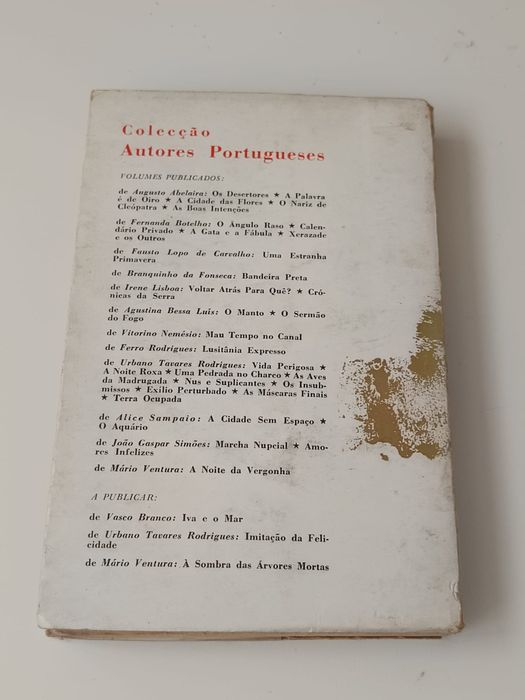 Colecção
Autores Portugueses
VOLUMES PUBLICADOS:
de Augusto Abelaira: Os Desertores ★ A Palavra
é de Oiro ★ A Cidade das Flores ★ O Nariz de
Cleópatra ★ As Boas Intenções
de Fernanda Botelho: O Ângulo Raso ★ Calen-
dário Privado ★ A Gata e a Fábula ★ Xerazade
e os Outros
de Fausto Lopo de Carvalho: Uma Estranha
Primavera
de Branquinho da Fonseca: Bandeira Preta
de Irene Lisboa: Voltar Atrás Para Quê? ★ Cró-
nicas da Serra
de Agustina Bessa Luís: O Manto ★ O Sermão
do Fogo
de Vitorino Nemésio: Mau Tempo no Canal
de Ferro Rodrigues: Lusitânia Expresso
de Urbano Tavares Rodrigues: Vida Perigosa ★
A Noite Roxa ★ Uma Pedrada no Charco ★ As Aves
da Madrugada ★ Nus e Suplicantes ★ Os Insub-
missos ★ Exílio Perturbado ★ As Máscaras Finais
★ Terra Ocupada
de Alice Sampaio: A Cidade Sem Espaço ★
O Aquário
de João Gaspar Simões: Marcha Nupcial ★ Amo-
res Infelizes
de Mário Ventura: A Noite da Vergonha
A PUBLICAR:
de Vasco Branco: Iva e o Mar
de Urbano Tavares Rodrigues: Imitação da Feli-
cidade
de Mário Ventura: À Sombra das Árvores Mortas